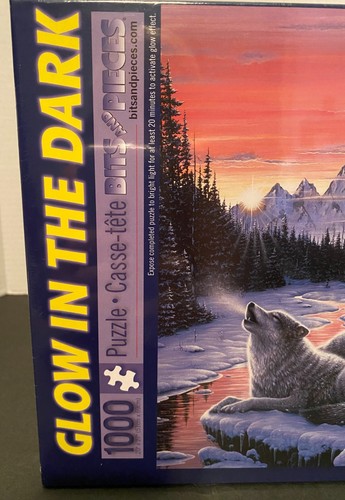 GLOW IN THE DARK
1000 Puzzle • Casse-tête BITS AND PIECES
bitsandpieces.com
Expose completed puzzle to bright light for at least 20 minutes to activate glow effect.